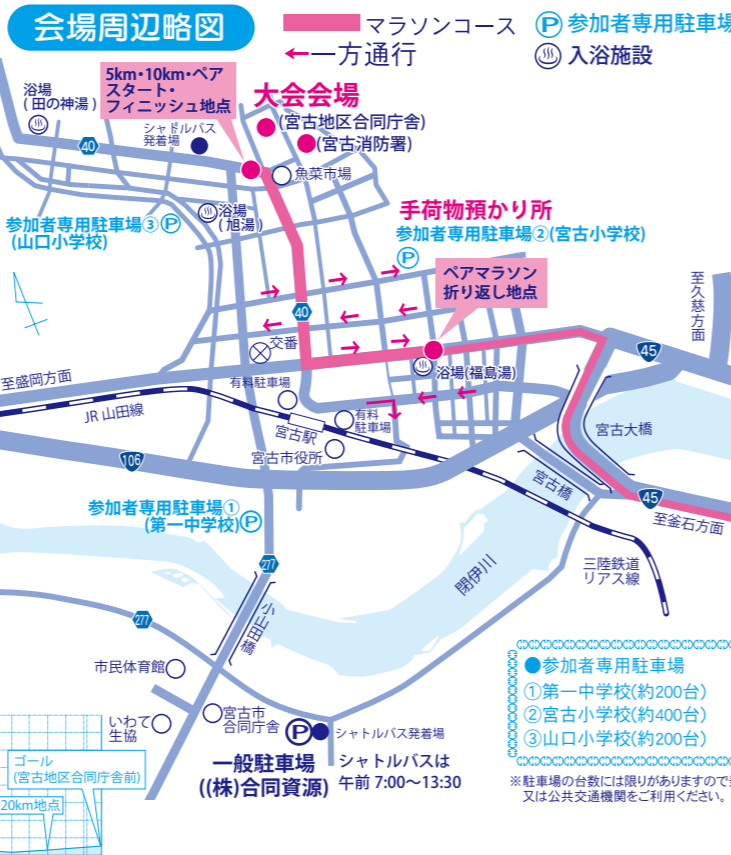 会場周辺略図
マラソンコース
Ⓟ 参加者専用駐車場
←一方通行
入浴施設
5km・10km・ペア
スタート・
フィニッシュ地点
大会会場
(宮古地区合同庁舎)
(宮古消防署)
浴場
( 田の神湯 )
シャトルバス
発着場
40
魚菜市場
浴場
( 旭湯 )
参加者専用駐車場③Ⓟ
(山口小学校)
手荷物預かり所
参加者専用駐車場②(宮古小学校)
Ⓟ
ペアマラソン
折り返し地点
至久慈方面
40
交番
45
浴場(福島湯)
至盛岡方面
有料駐車場
JR 山田線
有料
駐車場
宮古駅
宮古市役所
宮古大橋
106
宮古橋
45
至釜石方面
参加者専用駐車場①
(第一中学校)Ⓟ
277
閉伊川
三陸鉄道
リアス線
277
小山田橋
市民体育館
いわて
生協
宮古市
合同庁舎
Ⓟ
シャトルバス発着場
一般駐車場
((株)合同資源)
シャトルバスは
午前 7:00〜13:30
●参加者専用駐車場
①第一中学校(約200台)
②宮古小学校(約400台)
③山口小学校(約200台)
※駐車場の台数には限りがありますので
又は公共交通機関をご利用ください。
ゴール
(宮古地区合同庁舎前)
20km地点